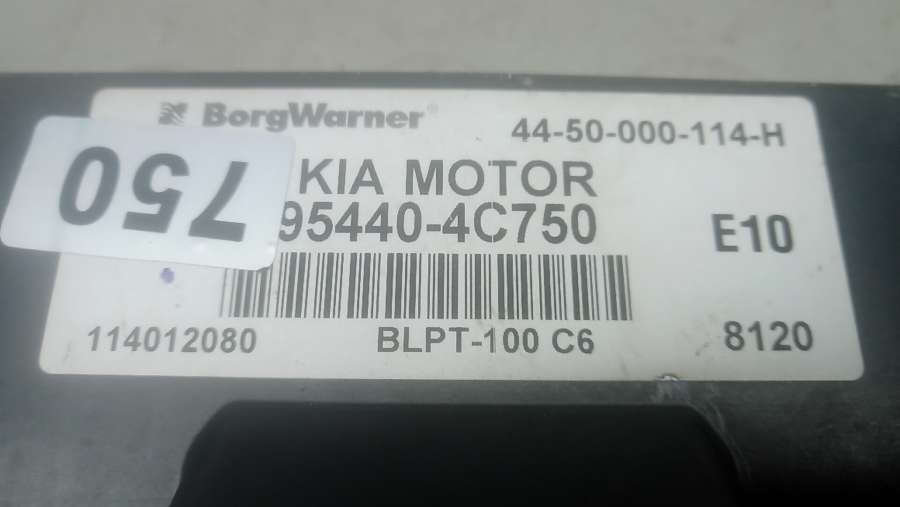 BorgWarner®
44-50-000-114-H
KIA MOTOR
750
95440-4C750
E10
114012080
BLPT-100 C6
8120